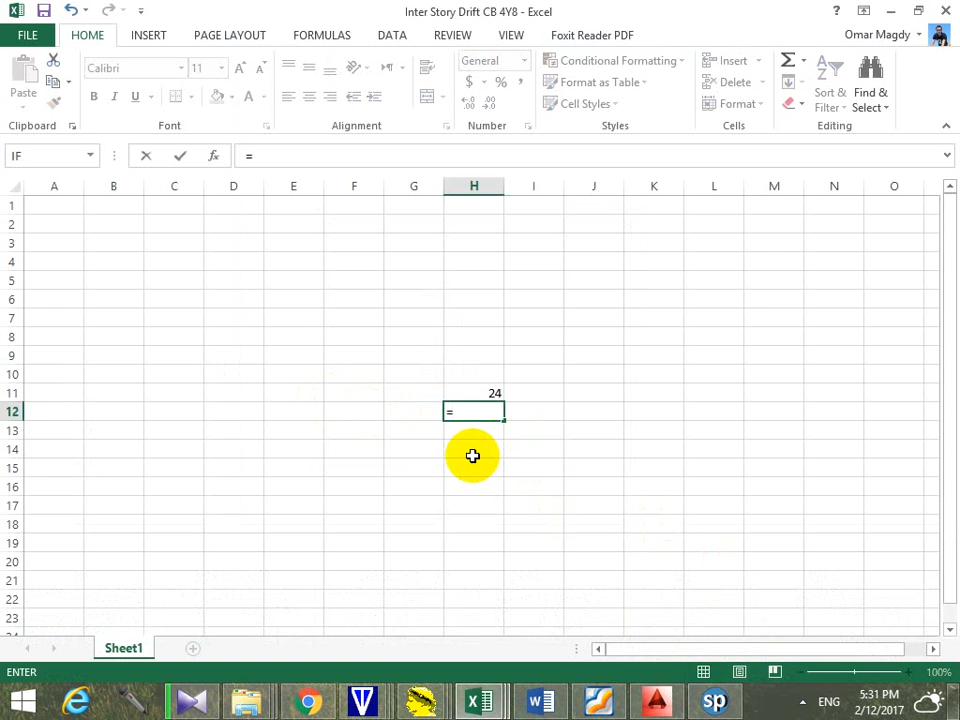 Inter Story Drift CB 4Y8 - Excel
?
FILE HOME INSERT PAGE LAYOUT FORMULAS DATA REVIEW VIEW Foxit Reader PDF Omar Magdy
Calibri 11 General Conditional Formatting Insert
Paste B I U A $ % , Format as Table Delete Sort & Find &
Cell Styles Format Filter Select
Clipboard Font Alignment Number Styles Cells Editing
IF fx =
A B C D E F G H I J K L M N O
1
2
3
4
5
6
7
8
9
10
11 24
12 =
13
14
15
16
17
18
19
20
21
22
23
24
Sheet1
ENTER 100%
5:31 PM
ENG
2/12/2017